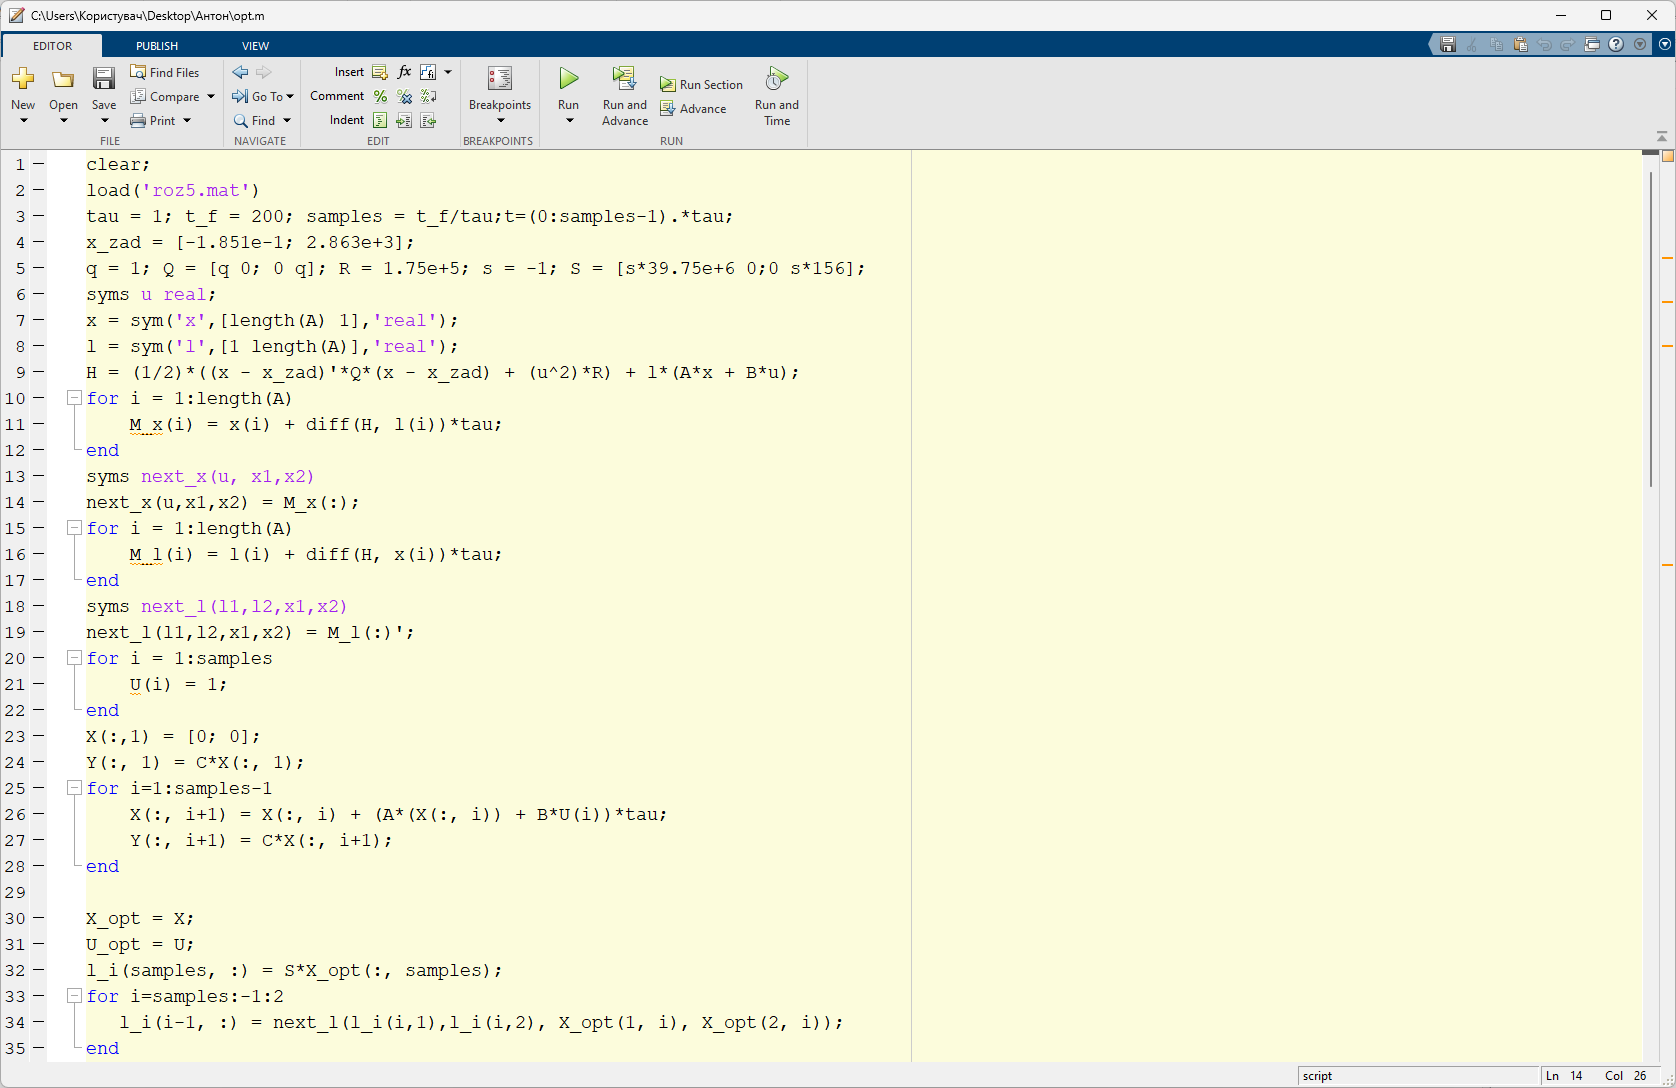 C:\Users\Користувач\Desktop\Антон\opt.m
EDITOR PUBLISH VIEW
New Open Save Find Files Compare Print
FILE
Go To Find
NAVIGATE
Insert fx
Comment
Indent
EDIT
Breakpoints
BREAKPOINTS
Run Run and Advance Run Section Advance Run and Time
RUN
1 clear;
2 load('roz5.mat')
3 tau = 1; t_f = 200; samples = t_f/tau;t=(0:samples-1).*tau;
4 x_zad = [-1.851e-1; 2.863e+3];
5 q = 1; Q = [q 0; 0 q]; R = 1.75e+5; s = -1; S = [s*39.75e+6 0;0 s*156];
6 syms u real;
7 x = sym('x',[length(A) 1],'real');
8 l = sym('l',[1 length(A)],'real');
9 H = (1/2)*((x - x_zad)'*Q*(x - x_zad) + (u^2)*R) + l*(A*x + B*u);
10 for i = 1:length(A)
11 M_x(i) = x(i) + diff(H, l(i))*tau;
12 end
13 syms next_x(u, x1,x2)
14 next_x(u,x1,x2) = M_x(:);
15 for i = 1:length(A)
16 M_l(i) = l(i) + diff(H, x(i))*tau;
17 end
18 syms next_l(l1,l2,x1,x2)
19 next_l(l1,l2,x1,x2) = M_l(:)';
20 for i = 1:samples
21 U(i) = 1;
22 end
23 X(:,1) = [0; 0];
24 Y(:, 1) = C*X(:, 1);
25 for i=1:samples-1
26 X(:, i+1) = X(:, i) + (A*(X(:, i)) + B*U(i))*tau;
27 Y(:, i+1) = C*X(:, i+1);
28 end
29
30 X_opt = X;
31 U_opt = U;
32 l_i(samples, :) = S*X_opt(:, samples);
33 for i=samples:-1:2
34 l_i(i-1, :) = next_l(l_i(i,1),l_i(i,2), X_opt(1, i), X_opt(2, i));
35 end
script Ln 14 Col 26